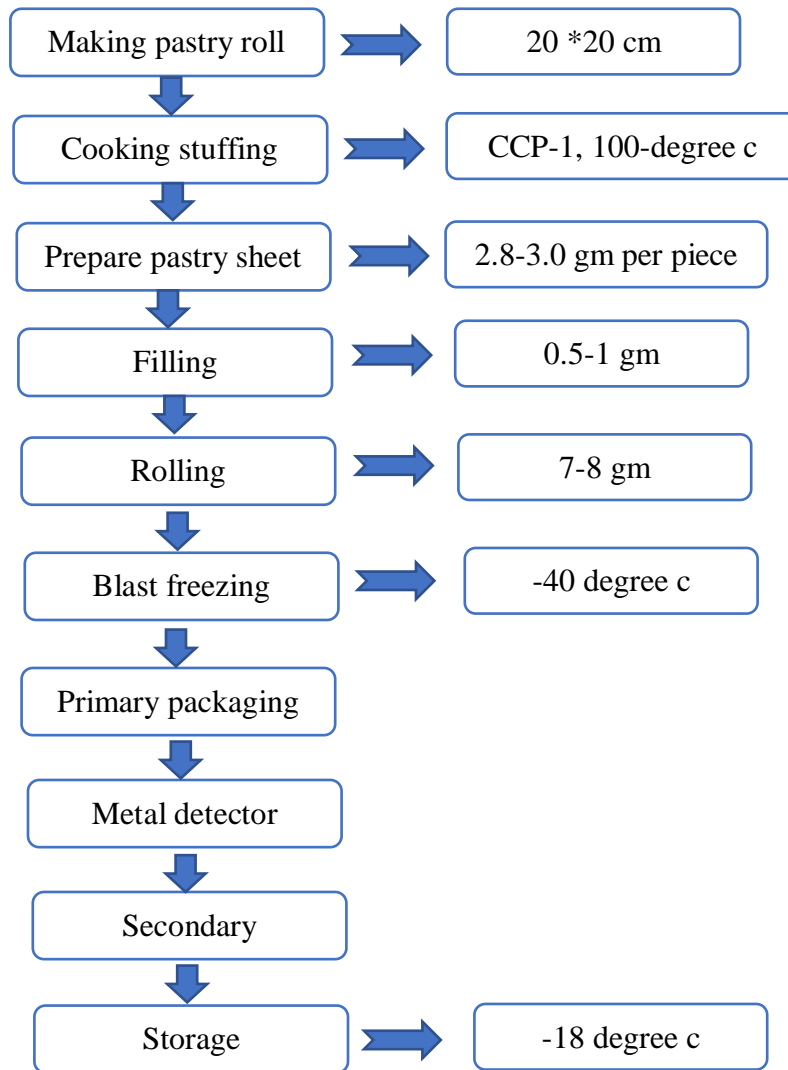 Making pastry roll
20 *20 cm
Cooking stuffing
CCP-1, 100-degree c
Prepare pastry sheet
2.8-3.0 gm per piece
Filling
0.5-1 gm
Rolling
7-8 gm
Blast freezing
-40 degree c
Primary packaging
Metal detector
Secondary
Storage
-18 degree c